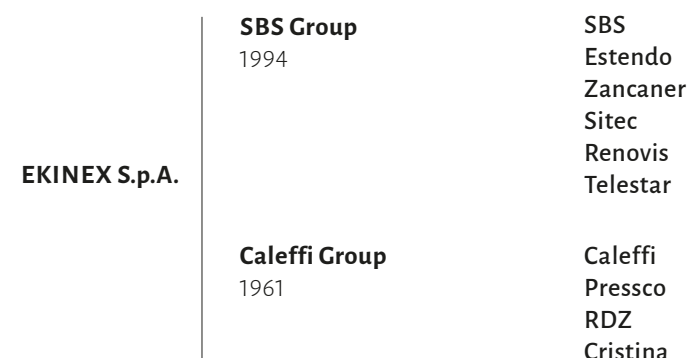 EKINEX S.p.A.
SBS Group
1994
SBS
Estendo
Zancaner
Sitec
Renovis
Telestar
Caleffi Group
1961
Caleffi
Pressco
RDZ
Cristina